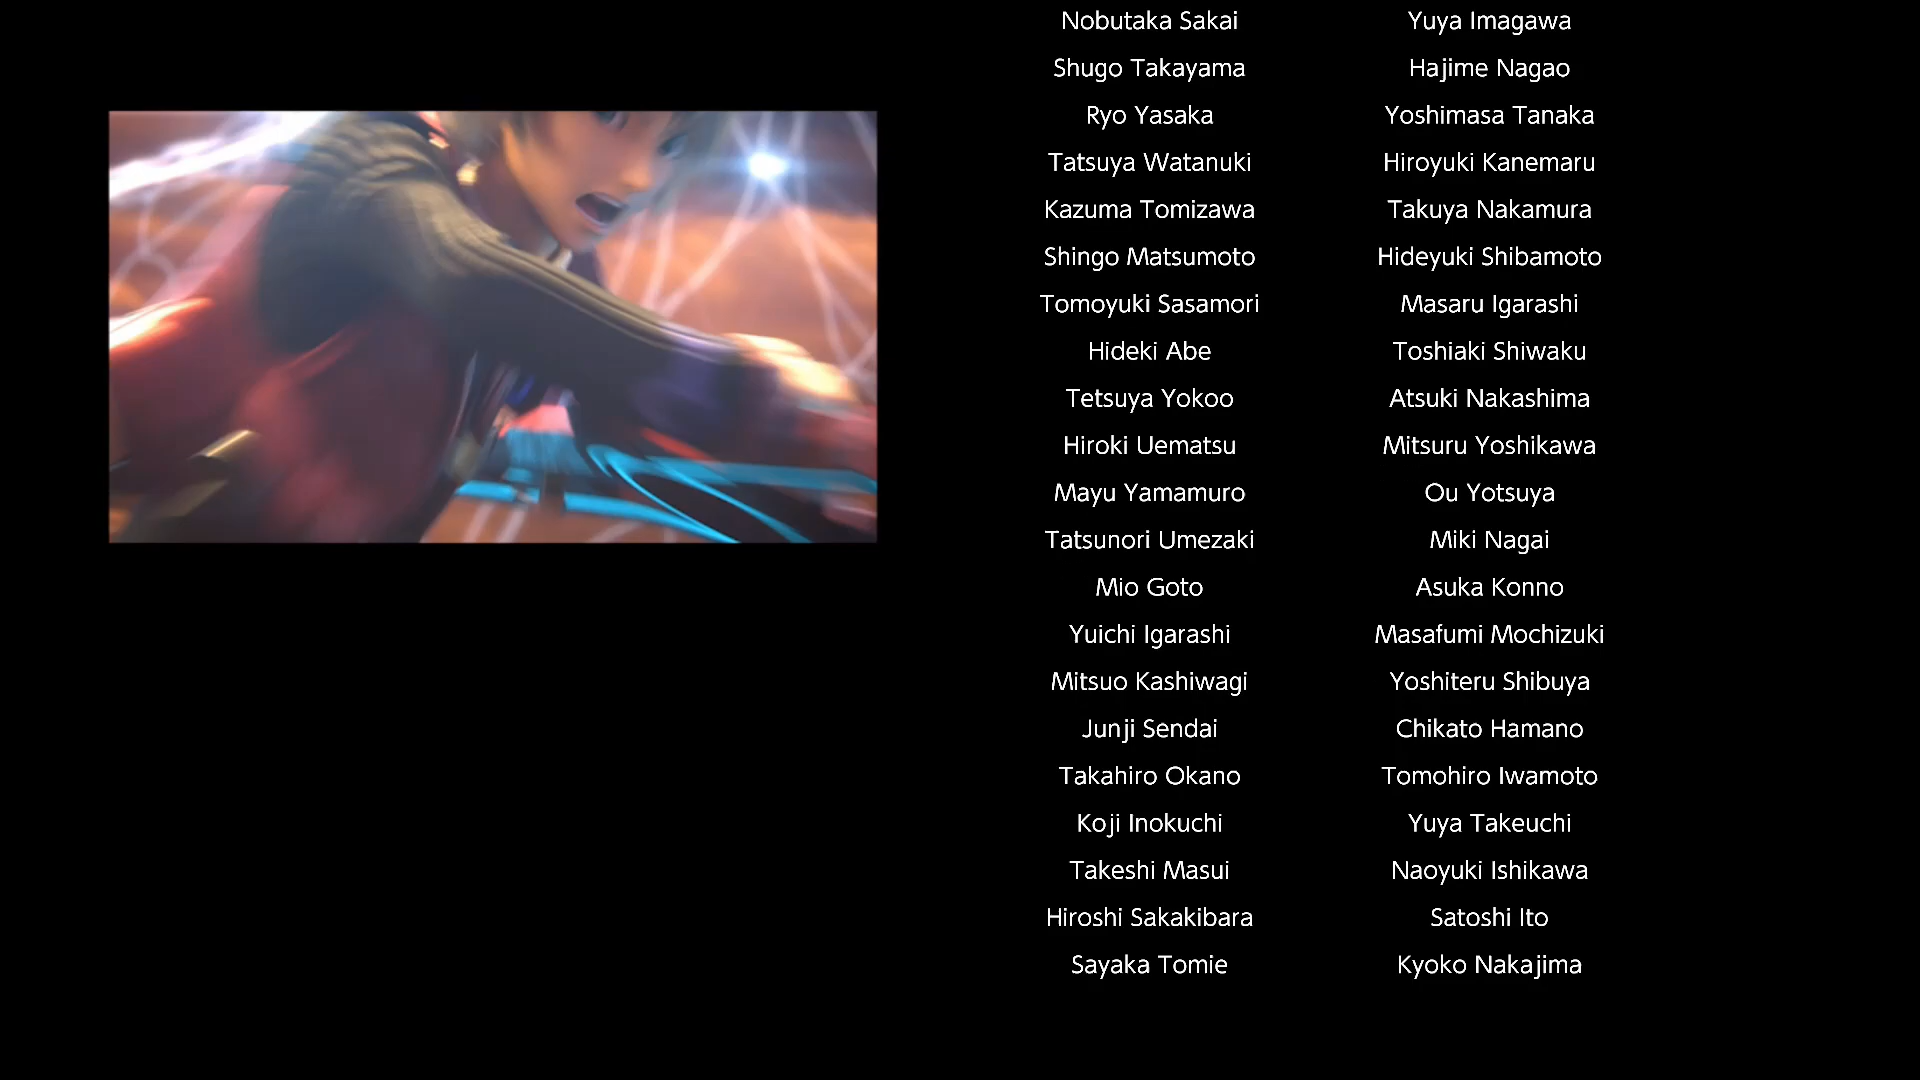 Nobutaka Sakai Yuya Imagawa
Shugo Takayama Hajime Nagao
Ryo Yasaka Yoshimasa Tanaka
Tatsuya Watanuki Hiroyuki Kanemaru
Kazuma Tomizawa Takuya Nakamura
Shingo Matsumoto Hideyuki Shibamoto
Tomoyuki Sasamori Masaru Igarashi
Hideki Abe Toshiaki Shiwaku
Tetsuya Yokoo Atsuki Nakashima
Hiroki Uematsu Mitsuru Yoshikawa
Mayu Yamamuro Ou Yotsuya
Tatsunori Umezaki Miki Nagai
Mio Goto Asuka Konno
Yuichi Igarashi Masafumi Mochizuki
Mitsuo Kashiwagi Yoshiteru Shibuya
Junji Sendai Chikato Hamano
Takahiro Okano Tomohiro Iwamoto
Koji Inokuchi Yuya Takeuchi
Takeshi Masui Naoyuki Ishikawa
Hiroshi Sakakibara Satoshi Ito
Sayaka Tomie Kyoko Nakajima